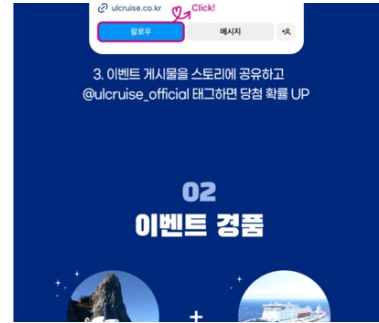 ulcruise.co.kr
Click!
팔로우
메시지
3. 이벤트 게시물을 스토리에 공유하고
@ulcruise_official 태그하면 당첨 확률 UP
02
이벤트 경품
+